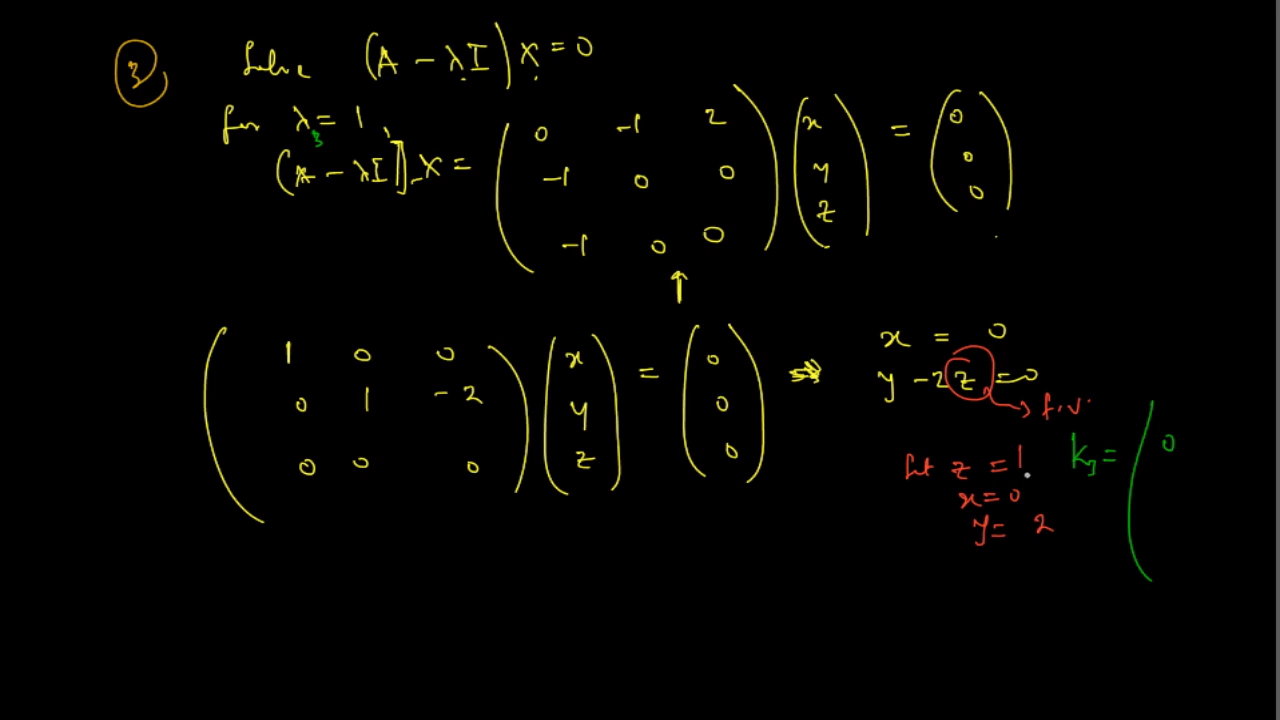 3
Solve (A - λI) X = 0
for λ₃ = 1,
(A - λI) X = ( 0 -1 2 ) ( x ) = ( 0 )
( -1 0 0 ) ( y ) ( 0 )
( -1 0 0 ) ( z ) ( 0 )
↑
( 1 0 0 ) ( x ) = ( 0 ) ⇒ x = 0
( 0 1 -2 ) ( y ) ( 0 ) y - 2z = 0
( 0 0 0 ) ( z ) ( 0 ) → f.v.
let z = 1 K₃ = ( 0
x = 0
y = 2